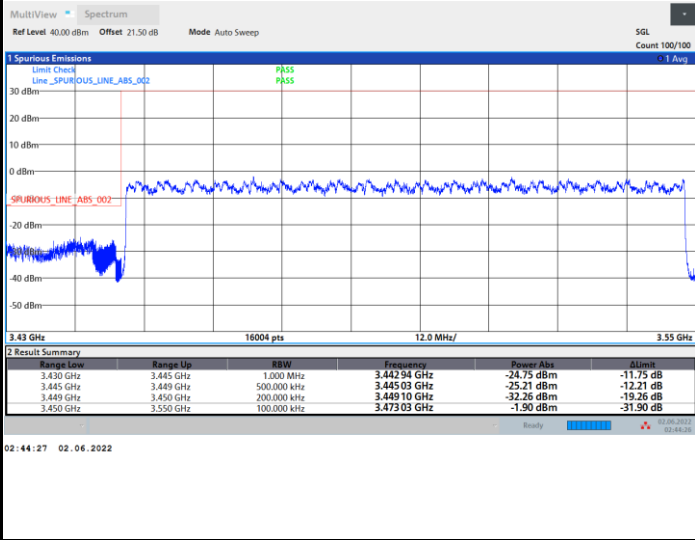 MultiView Spectrum
Ref Level 40.00 dBm Offset 21.50 dB Mode Auto Sweep SGL
Count 100/100
1 Spurious Emissions 1 Avg
Limit Check PASS
Line _SPURIOUS_LINE_ABS_002 PASS
30 dBm
20 dBm
10 dBm
0 dBm
SPURIOUS_LINE_ABS_002
-20 dBm
-40 dBm
-50 dBm
3.43 GHz 16004 pts 12.0 MHz/ 3.55 GHz
2 Result Summary
Range Low Range Up RBW Frequency Power Abs ΔLimit
3.430 GHz 3.445 GHz 1.000 MHz 3.442 94 GHz -24.75 dBm -11.75 dB
3.445 GHz 3.449 GHz 500.000 kHz 3.445 03 GHz -25.21 dBm -12.21 dB
3.449 GHz 3.450 GHz 200.000 kHz 3.449 10 GHz -32.26 dBm -19.26 dB
3.450 GHz 3.550 GHz 100.000 kHz 3.473 03 GHz -1.90 dBm -31.90 dB
Ready 02.06.2022
02:44:26
02:44:27 02.06.2022